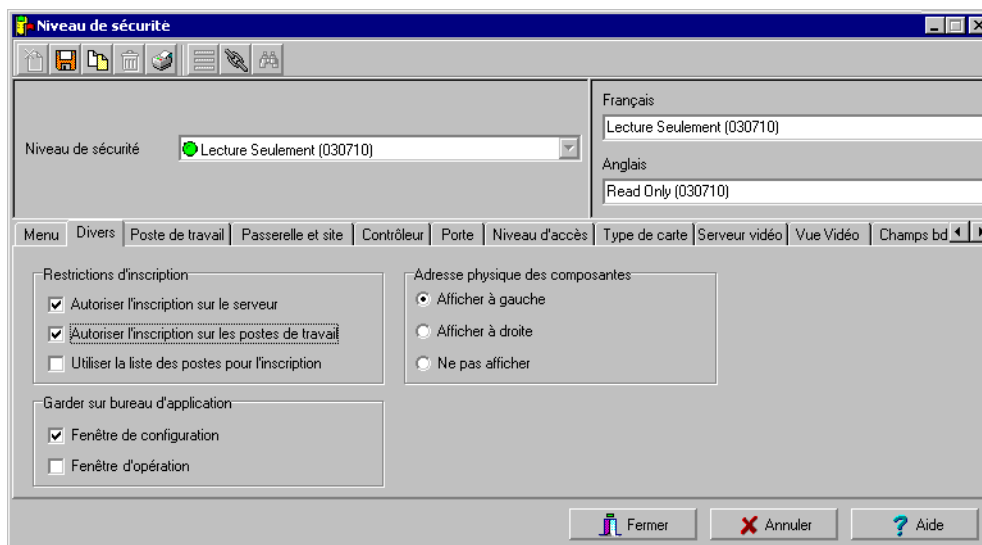 Niveau de sécurité
Français
Lecture Seulement (030710)
Niveau de sécurité
Lecture Seulement (030710)
Anglais
Read Only (030710)
Menu Divers Poste de travail Passerelle et site Contrôleur Porte Niveau d'accès Type de carte Serveur vidéo Vue Vidéo Champs bd
Restrictions d'inscription
Autoriser l'inscription sur le serveur
Autoriser l'inscription sur les postes de travail
Utiliser la liste des postes pour l'inscription
Adresse physique des composantes
Afficher à gauche
Afficher à droite
Ne pas afficher
Garder sur bureau d'application
Fenêtre de configuration
Fenêtre d'opération
Fermer Annuler Aide